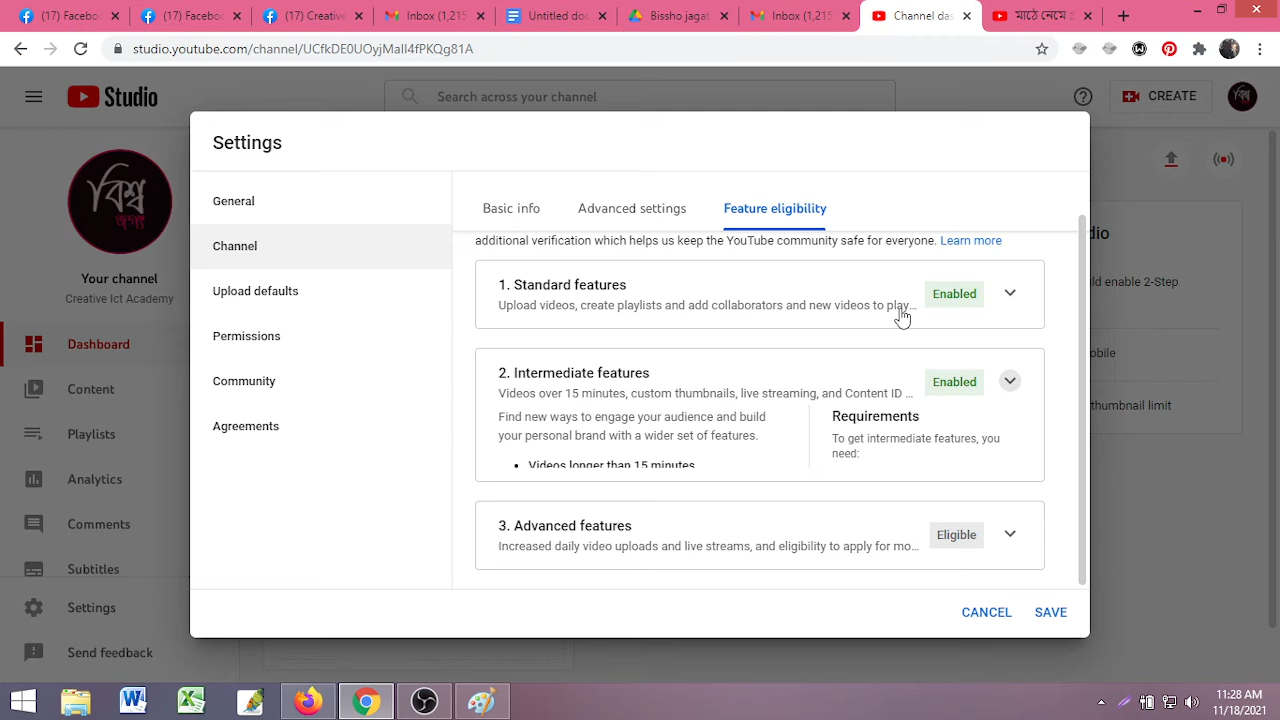 (17) Faceboo
(17) Faceboo
(17) Creative
Inbox (1,215
Untitled doc
Bissho jagat
Inbox (1,215
Channel das
মাঠে নেমে
studio.youtube.com/channel/UCfkDE0UOyjMaII4fPKQg81A
Studio
Search across your channel
CREATE
Settings
বিশ্ব
জগৎ
Your channel
Creative Ict Academy
Dashboard
Content
Playlists
Analytics
Comments
Subtitles
Settings
Send feedback
General
Channel
Upload defaults
Permissions
Community
Agreements
Basic info
Advanced settings
Feature eligibility
additional verification which helps us keep the YouTube community safe for everyone. Learn more
1. Standard features
Upload videos, create playlists and add collaborators and new videos to play...
Enabled
2. Intermediate features
Videos over 15 minutes, custom thumbnails, live streaming, and Content ID ...
Enabled
Find new ways to engage your audience and build
your personal brand with a wider set of features.
• Videos longer than 15 minutes
Requirements
To get intermediate features, you
need:
3. Advanced features
Increased daily video uploads and live streams, and eligibility to apply for mo...
Eligible
CANCEL
SAVE
dio
ld enable 2-Step
obile
thumbnail limit
11:28 AM
11/18/2021